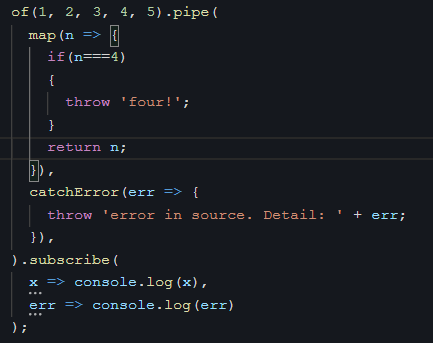 of(1, 2, 3, 4, 5).pipe(
  map(n => {
    if(n===4)
    {
      throw 'four!';
    }
    return n;
  }),
  catchError(err => {
    throw 'error in source. Detail: ' + err;
  }),
).subscribe(
  x => console.log(x),
  err => console.log(err)
);